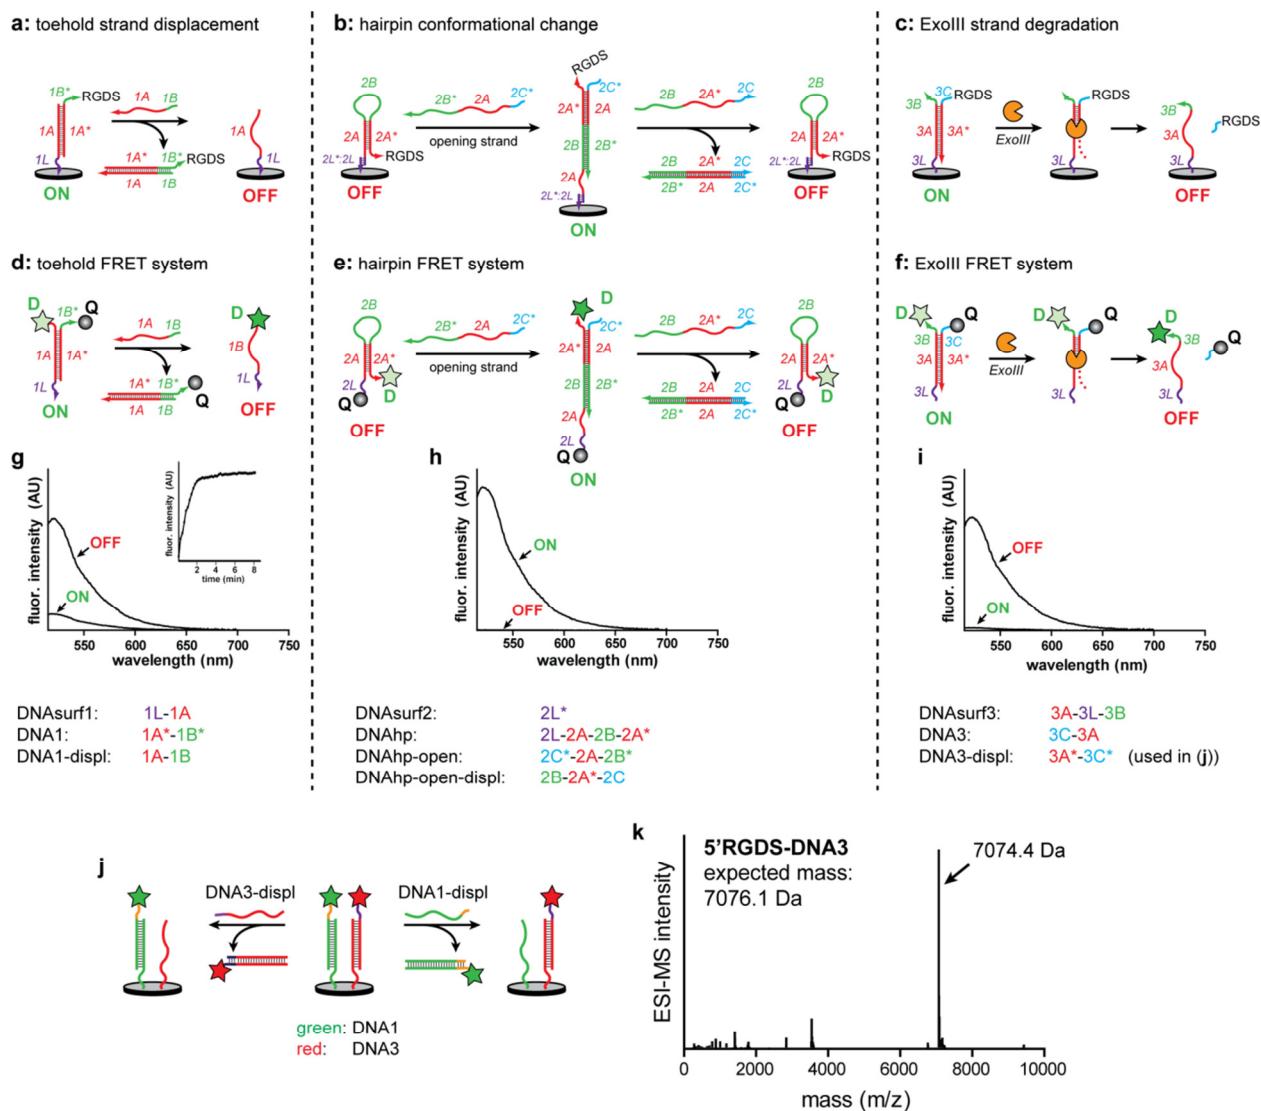 a: toehold strand displacement
1B*
RGDS
1A
1B
1A
1A*
1L
1A*
1B*
RGDS
1A
1B
ON
1A
1L
OFF
b: hairpin conformational change
2B
2A
2A*
RGDS
2L*:2L
OFF
2B*
2A
2C*
opening strand
RGDS
2C*
2A*
2A
2B
2B*
2A
2L*:2L
ON
2B
2A*
2C
2B
2A*
2C
2B*
2A
2C*
2B
2A
2A*
RGDS
2L*:2L
OFF
c: ExoIII strand degradation
3B
3C
RGDS
3A
3A*
3L
ON
ExoIII
RGDS
3L
3B
3A
RGDS
3L
OFF
d: toehold FRET system
D
1B*
Q
1A
1A*
1L
ON
1A
1B
1A*
1B*
Q
1A
1B
D
1B
1L
OFF
e: hairpin FRET system
2B
2A
2A*
2L
Q
D
OFF
2B*
2A
2C*
opening strand
D
2C*
2A*
2A
2B
2B*
2A
2L
Q
ON
2B
2A*
2C
2B
2A*
2C
2B*
2A
2C*
2B
2A
2A*
2L
Q
D
OFF
f: ExoIII FRET system
D
Q
3B
3C
3A
3A*
3L
ON
ExoIII
D
Q
3L
D
3B
Q
3A
3L
OFF
g
fluor. intensity (AU)
OFF
ON
550
600
650
700
750
wavelength (nm)
fluor. intensity (AU)
2
4
6
8
time (min)
h
fluor. intensity (AU)
ON
OFF
550
600
650
700
750
wavelength (nm)
i
fluor. intensity (AU)
OFF
ON
550
600
650
700
750
wavelength (nm)
DNAsurf1: 1L-1A
DNA1: 1A*-1B*
DNA1-displ: 1A-1B
DNAsurf2: 2L*
DNAhp: 2L-2A-2B-2A*
DNAhp-open: 2C*-2A-2B*
DNAhp-open-displ: 2B-2A*-2C
DNAsurf3: 3A-3L-3B
DNA3: 3C-3A
DNA3-displ: 3A*-3C* (used in (j))
j
DNA3-displ
DNA1-displ
green: DNA1
red: DNA3
k
5'RGDS-DNA3
expected mass:
7076.1 Da
7074.4 Da
ESI-MS intensity
0
2000
4000
6000
8000
10000
mass (m/z)